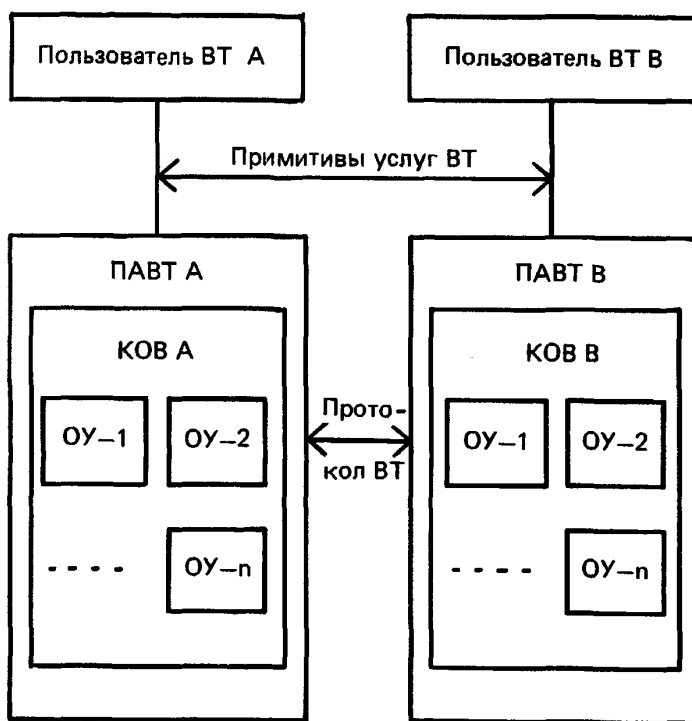 Пользователь ВТ А
Пользователь ВТ В
Примитивы услуг ВТ
ПАВТ А
ПАВТ В
КОВ А
КОВ В
ОУ—1
ОУ—2
Прото-
кол ВТ
ОУ—1
ОУ—2
- - - -
ОУ—n
- - - -
ОУ—n